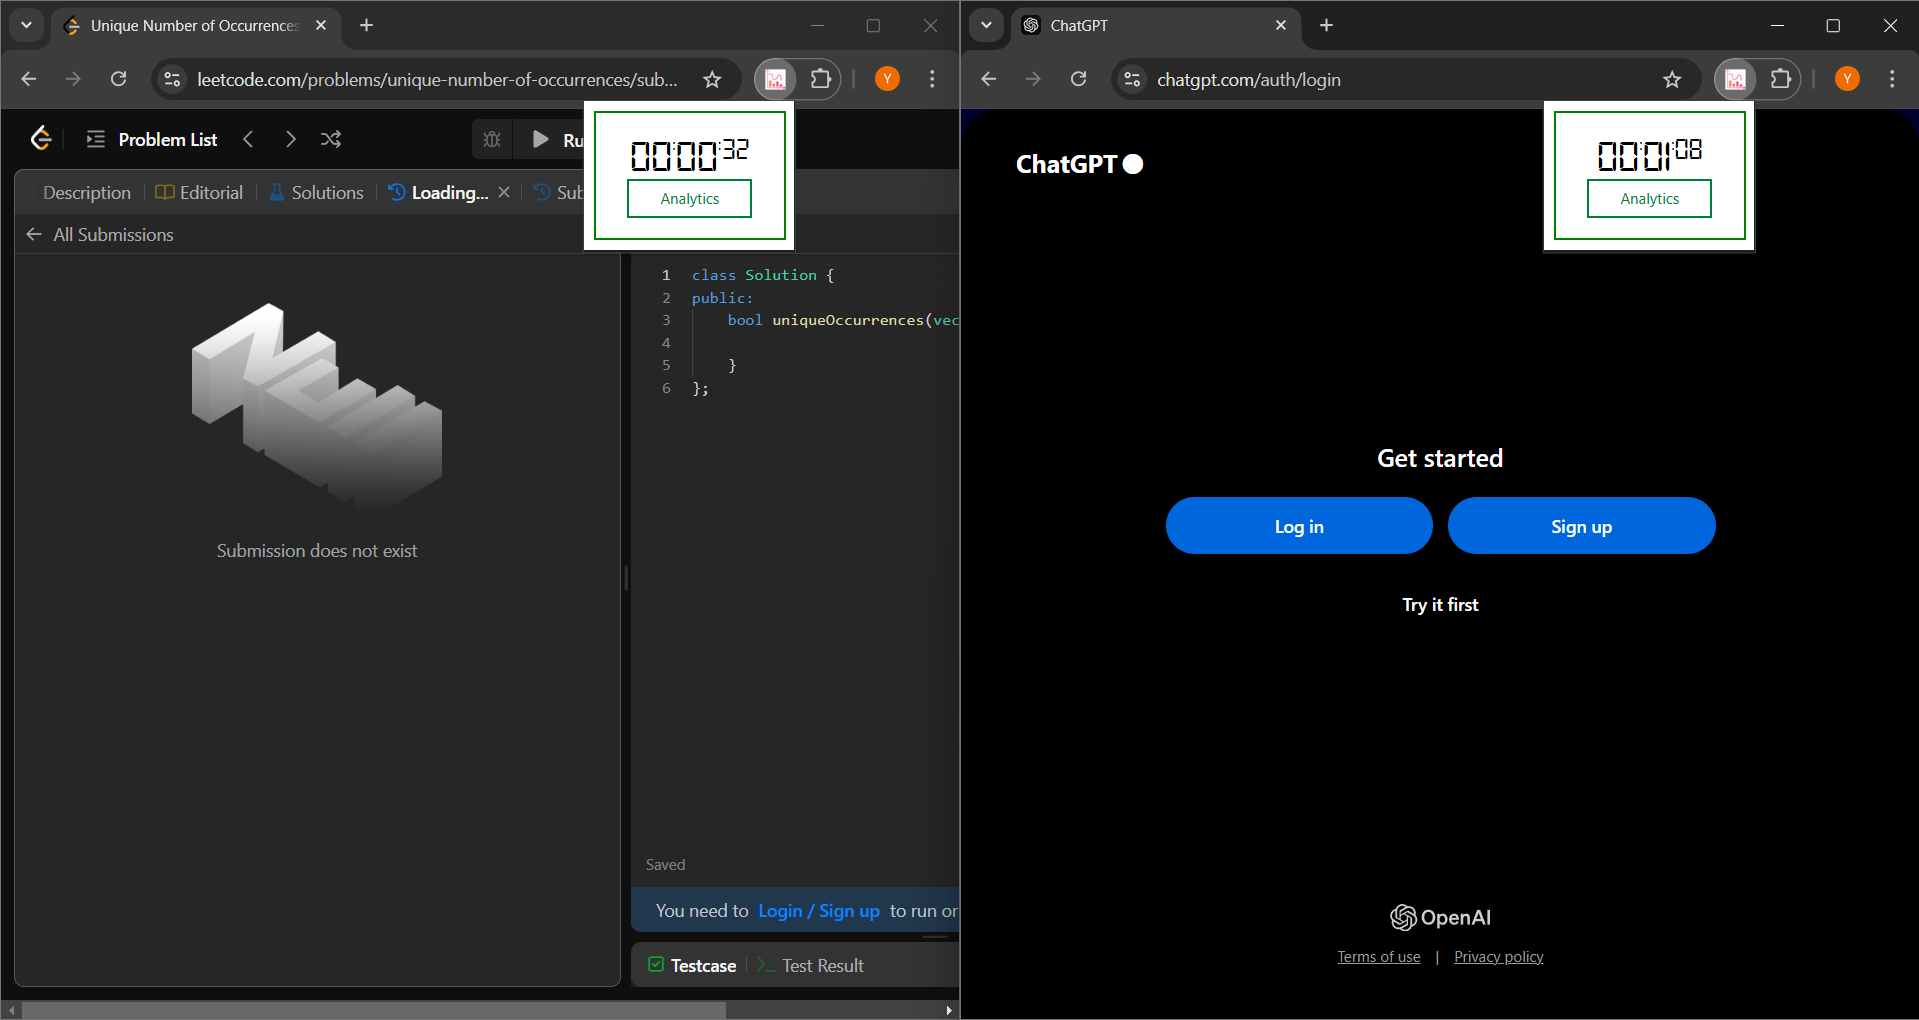 Unique Number of Occurrences
leetcode.com/problems/unique-number-of-occurrences/sub...
Y
Problem List
Ru
00:00:32
Analytics
Description
Editorial
Solutions
Loading...
Sub
All Submissions
Submission does not exist
1 class Solution {
2 public:
3 bool uniqueOccurrences(vec
4
5 }
6 };
Saved
You need to Login / Sign up to run or
Testcase
Test Result
ChatGPT
chatgpt.com/auth/login
Y
00:01:08
Analytics
ChatGPT
Get started
Log in
Sign up
Try it first
OpenAI
Terms of use | Privacy policy